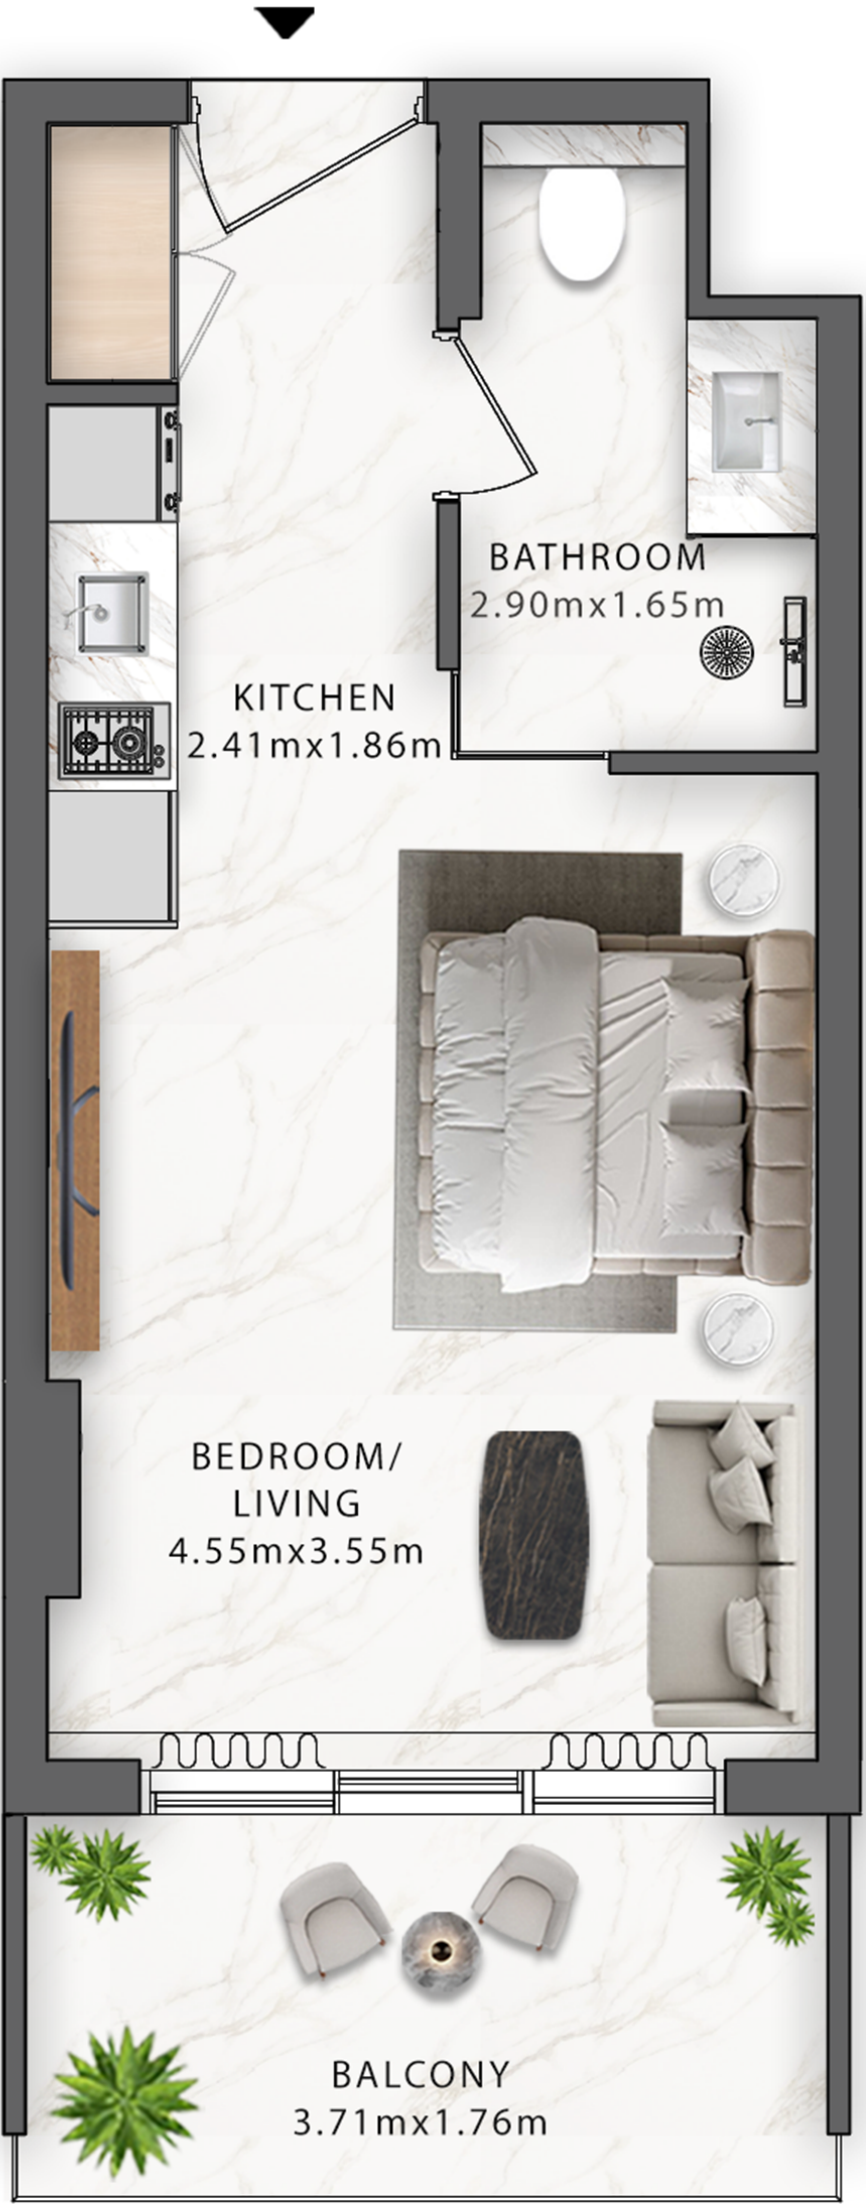 BATHROOM
2.90mx1.65m
KITCHEN
2.41mx1.86m
BEDROOM/
LIVING
4.55mx3.55m
BALCONY
3.71mx1.76m